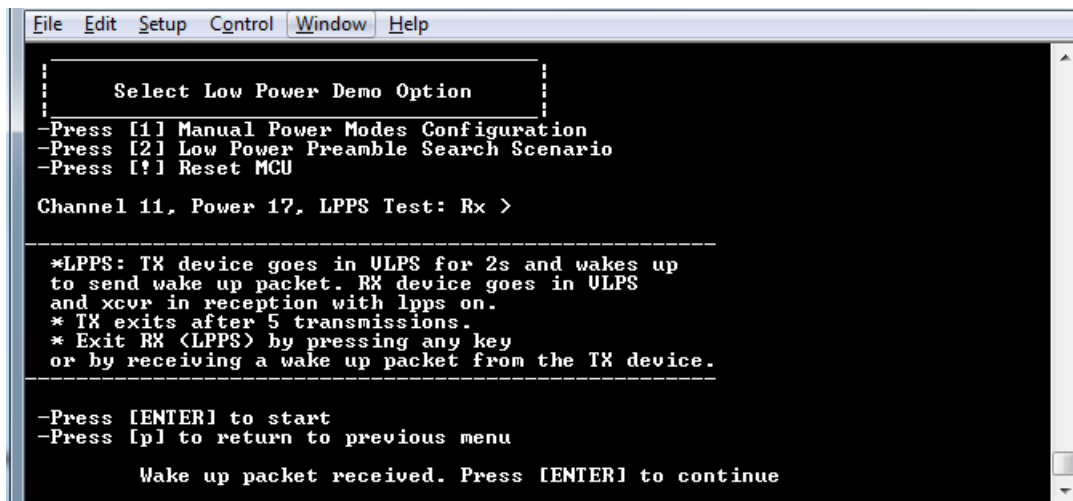 File Edit Setup Control Window Help
Select Low Power Demo Option
-Press [1] Manual Power Modes Configuration
-Press [2] Low Power Preamble Search Scenario
-Press [!] Reset MCU
Channel 11, Power 17, LPPS Test: Rx >
*LPPS: TX device goes in VLPS for 2s and wakes up
to send wake up packet. RX device goes in VLPS
and xcvr in reception with lpps on.
* TX exits after 5 transmissions.
* Exit RX (LPPS) by pressing any key
or by receiving a wake up packet from the TX device.
-Press [ENTER] to start
-Press [p] to return to previous menu
Wake up packet received. Press [ENTER] to continue